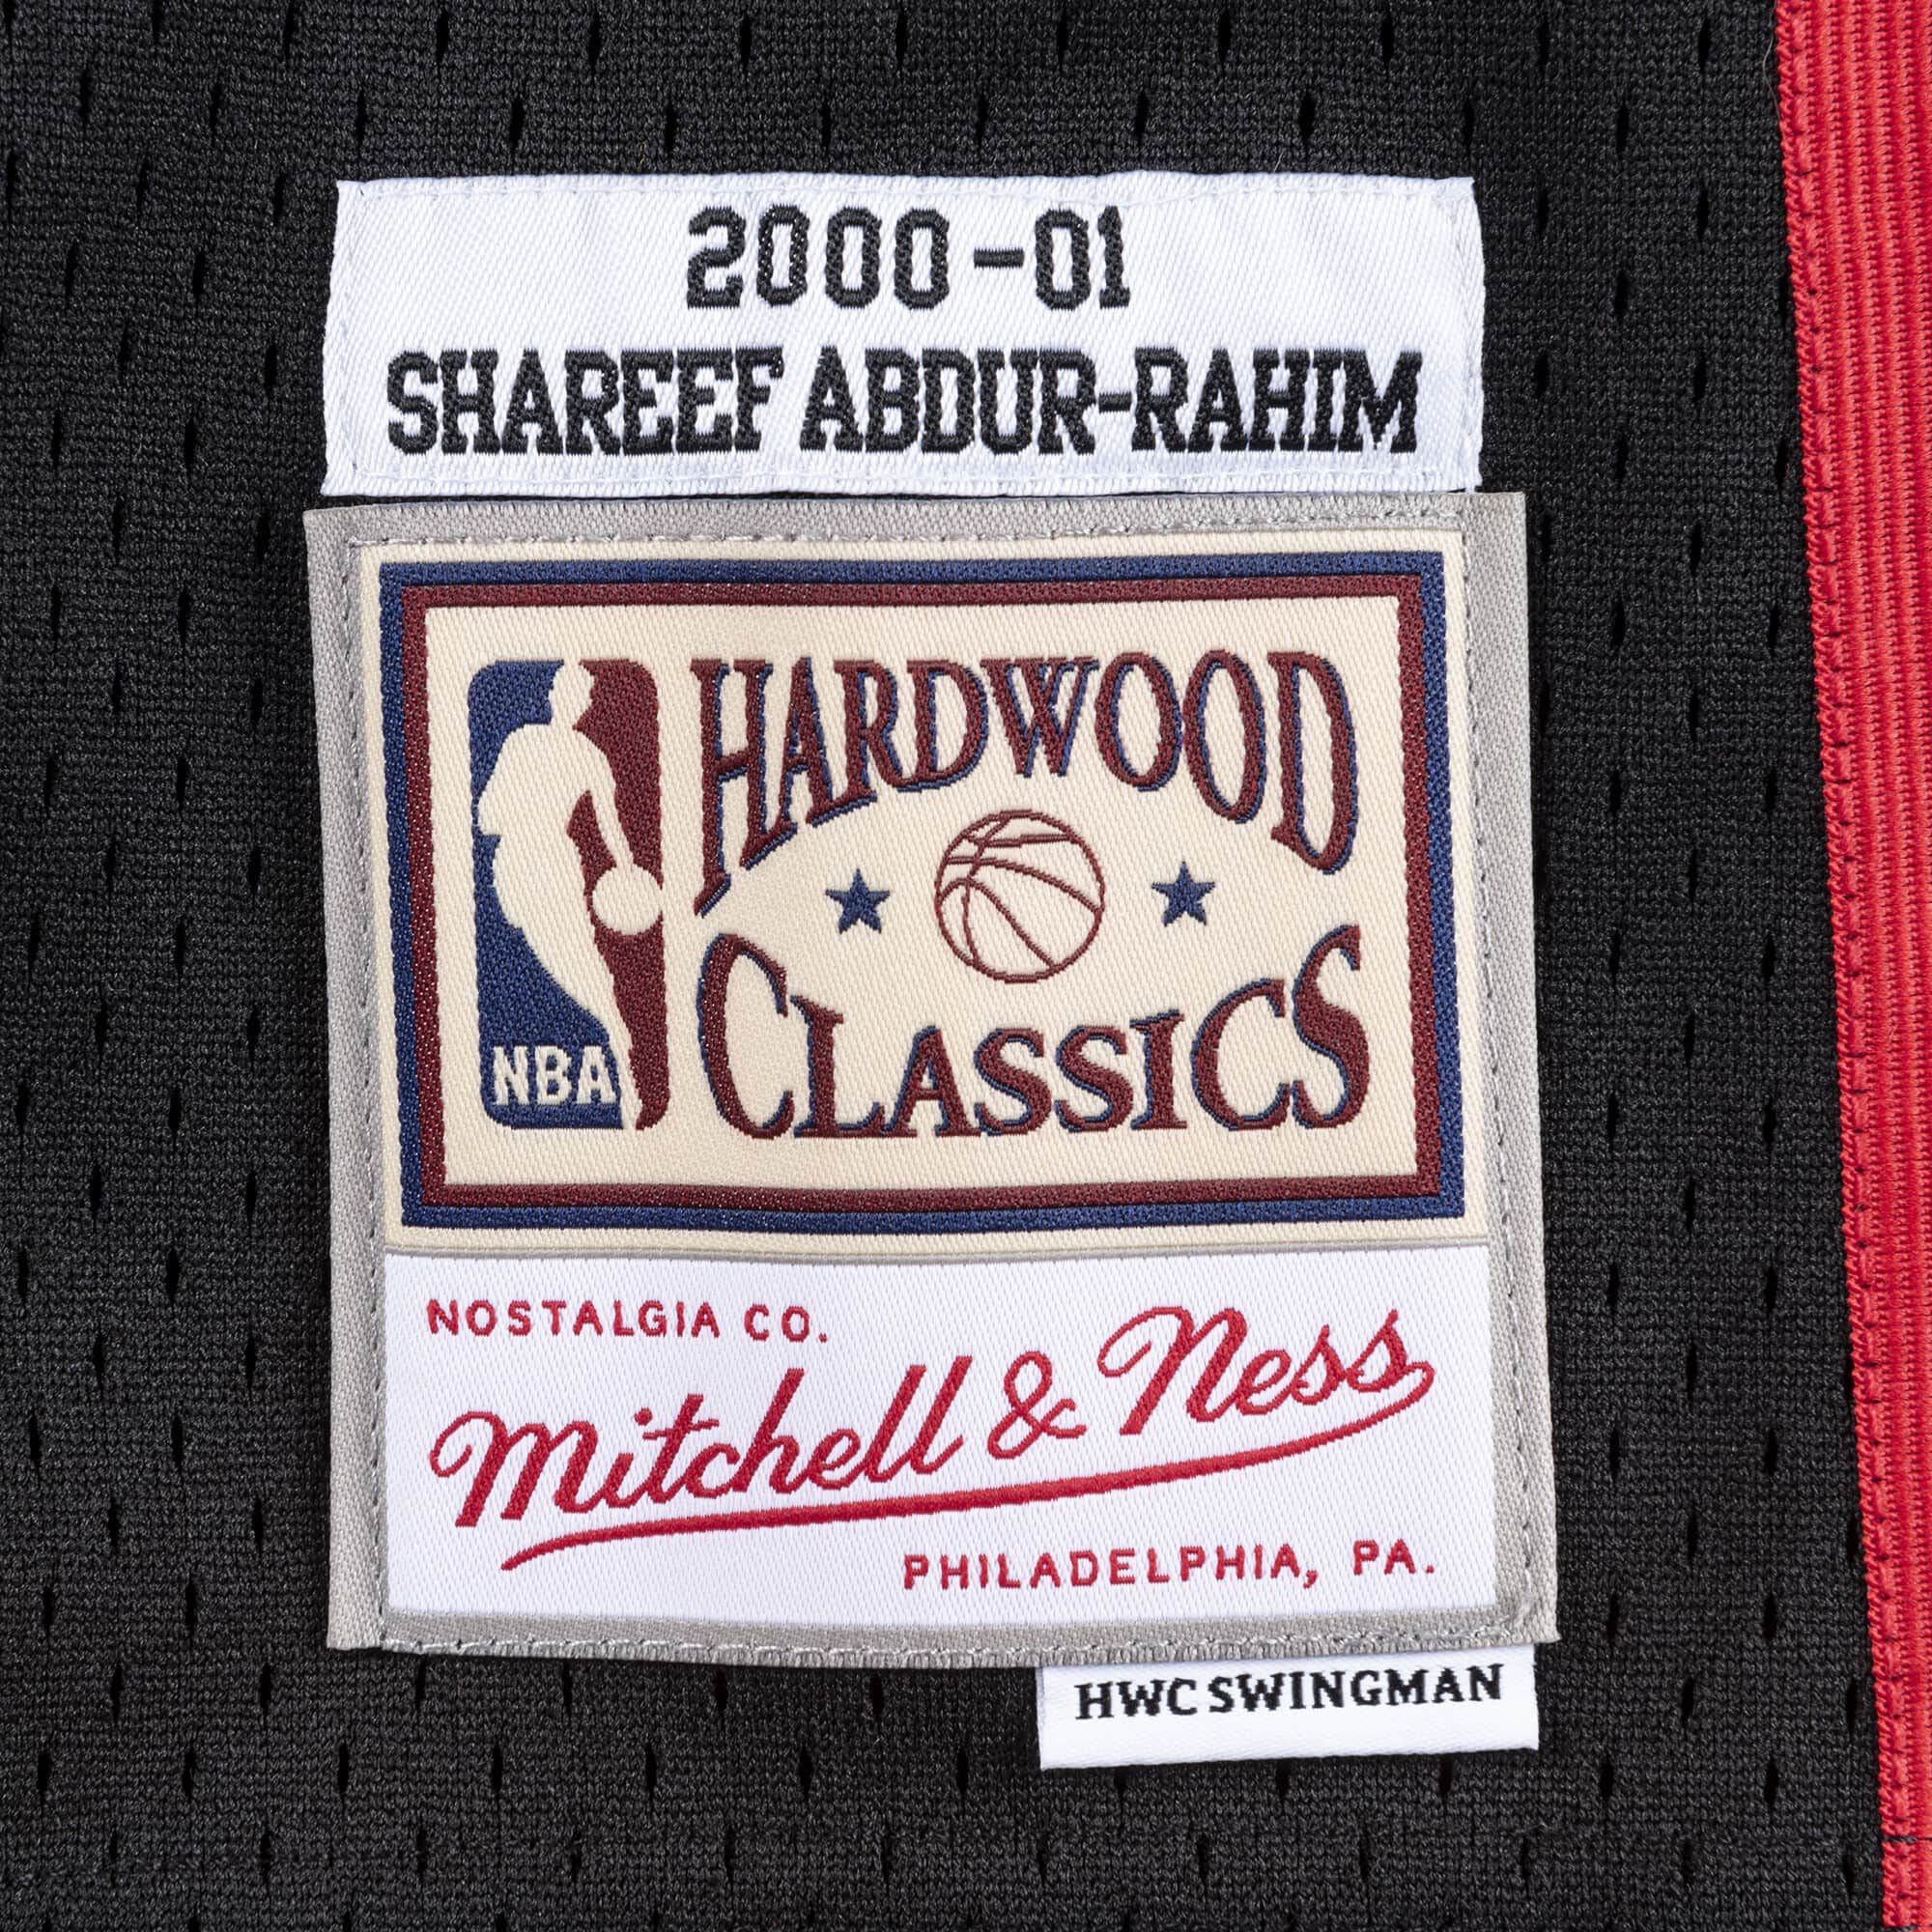 2000-01
SHAREEF ABDUR-RAHIM
HARDWOOD
CLASSICS
NBA
NOSTALGIA CO.
Mitchell & Ness
PHILADELPHIA, PA.
HWC SWINGMAN